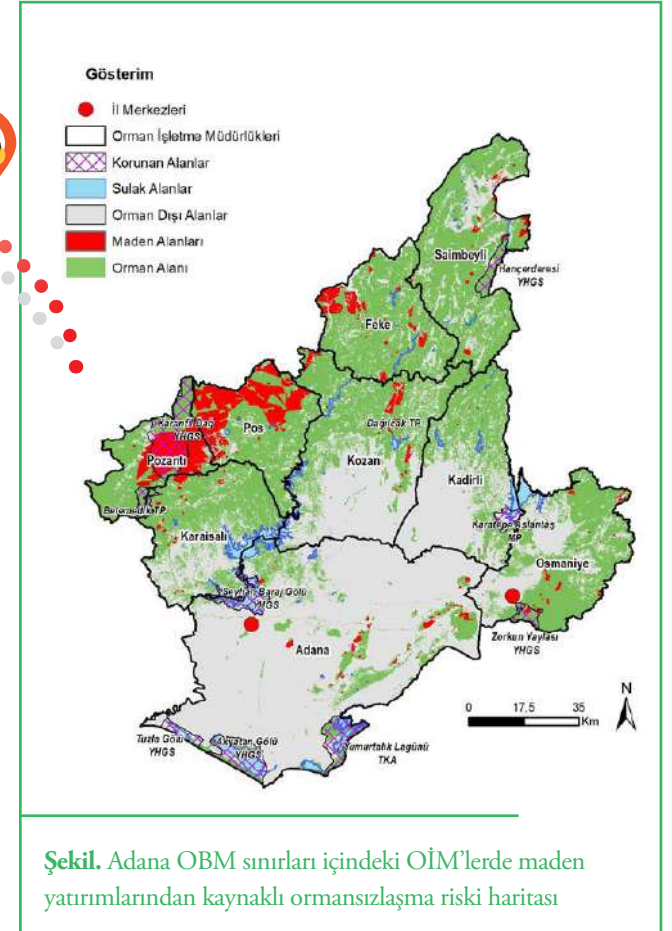 Gösterim
İl Merkezleri
Orman İşletme Müdürlükleri
Korunan Alanlar
Sulak Alanlar
Orman Dışı Alanlar
Maden Alanları
Orman Alanı
Saimbeyli
Hançerderesi
YHGS
Feke
Karanfil Dağ
YHGS
Pos
Dağılcak TP
Pozantı
Kozan
Kadirli
Belemedik TP
Karatepe Aslantaş
MP
Karaisalı
Osmaniye
Seyhan Baraj Gölü
YHGS
Adana
Zorkun Yaylası
YHGS
N
0 17,5 35
Km
Tuzla Gölü
YHGS
Akyatan Gölü
YHGS
Yumurtalık Lagünü
TKA
Şekil. Adana OBM sınırları içindeki OİM’lerde maden
yatırımlarından kaynaklı ormansızlaşma riski haritası